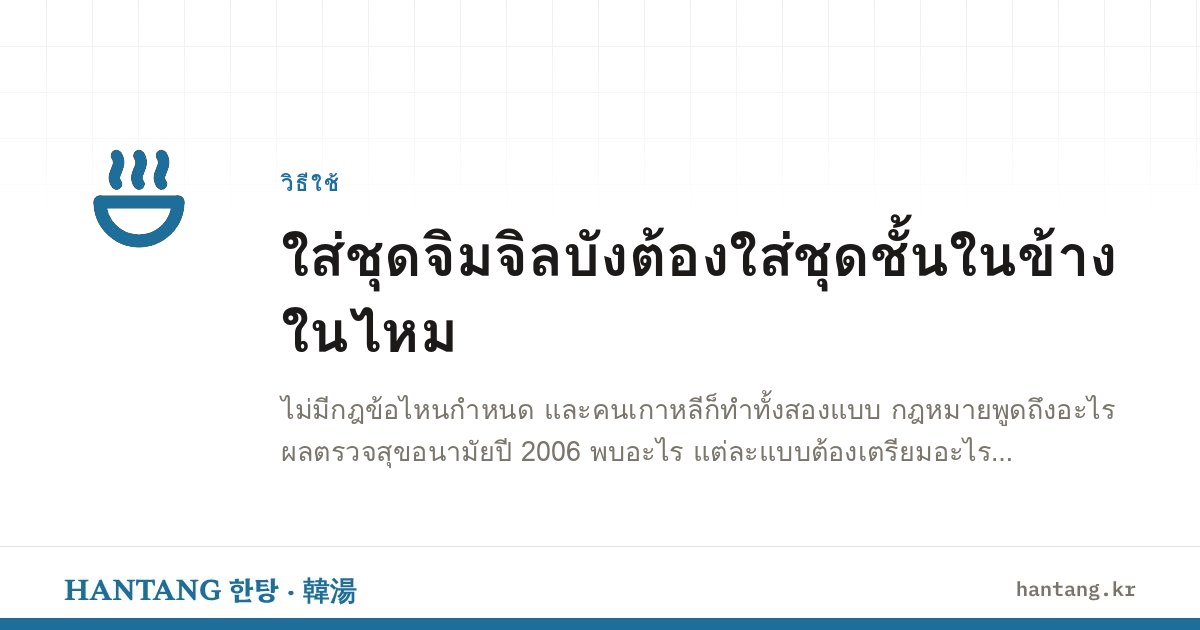 วิธีใช้
ใส่ชุดจิมจิลบังต้องใส่ชุดชั้นในข้าง
ในไหม
ไม่มีกฎข้อไหนกำหนด และคนเกาหลีก็ทำทั้งสองแบบ กฎหมายพูดถึงอะไร
ผลตรวจสุขอนามัยปี 2006 พบอะไร แต่ละแบบต้องเตรียมอะไร...
HANTANG 한탕 · 韓湯
hantang.kr